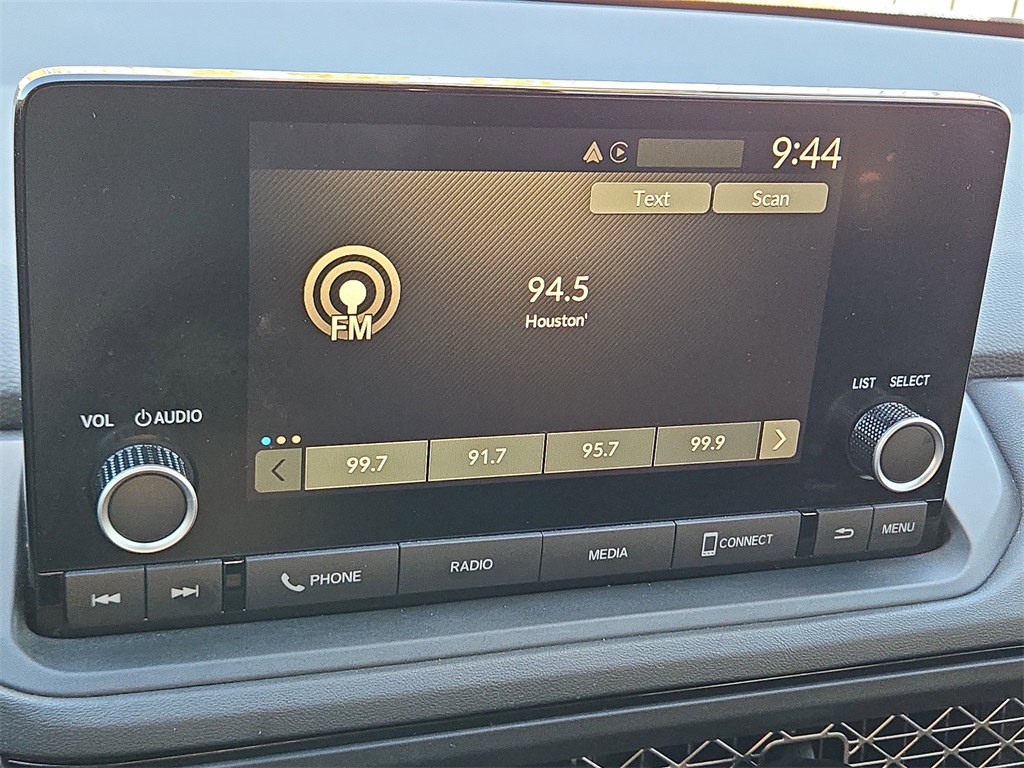 9:44
Text Scan
94.5
Houston'
FM
VOL AUDIO
LIST SELECT
99.7 91.7 95.7 99.9
PHONE RADIO MEDIA CONNECT MENU